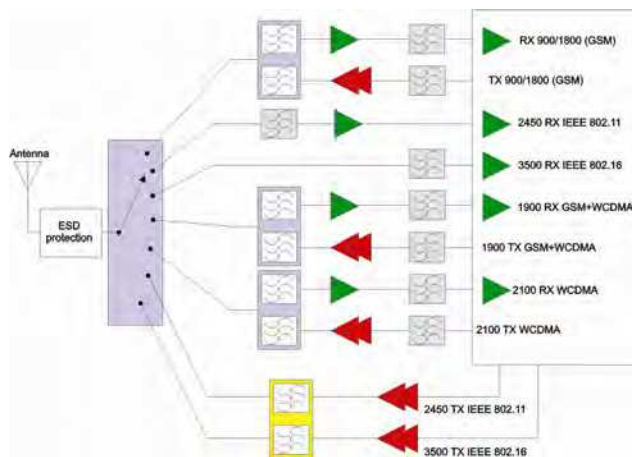 RX 900/1800 (GSM)
TX 900/1800 (GSM)
2450 RX IEEE 802.11
Antenna
3500 RX IEEE 802.16
ESD
protection
1900 RX GSM+WCDMA
1900 TX GSM+WCDMA
2100 RX WCDMA
2100 TX WCDMA
2450 TX IEEE 802.11
3500 TX IEEE 802.16